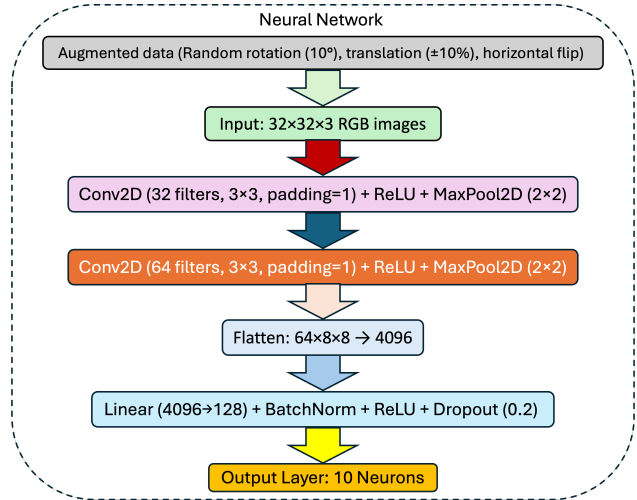 Neural Network
Augmented data (Random rotation (10°), translation (±10%), horizontal flip)
Input: 32×32×3 RGB images
Conv2D (32 filters, 3×3, padding=1) + ReLU + MaxPool2D (2×2)
Conv2D (64 filters, 3×3, padding=1) + ReLU + MaxPool2D (2×2)
Flatten: 64×8×8 → 4096
Linear (4096→128) + BatchNorm + ReLU + Dropout (0.2)
Output Layer: 10 Neurons